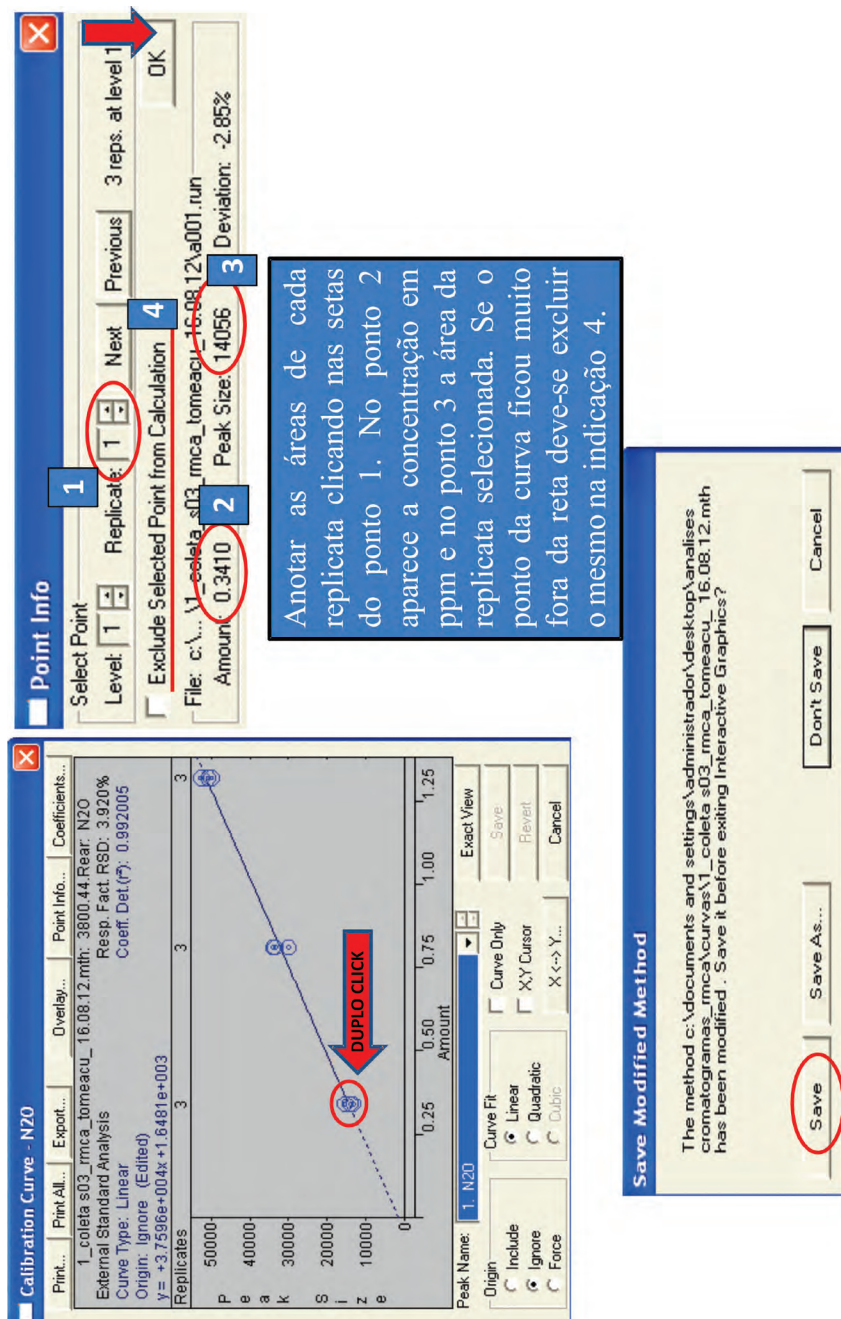 Calibration Curve - N2O
Print... Print All... Export... Overlay... Point Info... Coefficients...
1_coleta s03_rmca_tomeacu_ 16.08.12.mth: 3800.44.Rear: N2O
External Standard Analysis Resp. Fact. RSD: 3.920%
Curve Type: Linear Coeff. Det.(r²): 0.992005
Origin: Ignore (Edited)
y = +3.7596e+004x +1.6481e+003
Replicates 3 3 3
50000
40000
30000
20000
10000
0
Peak Size
DUPLO CLICK
0.25 0.50 0.75 1.00 1.25
Amount
Peak Name: 1. N2O
Exact View
Origin
Include
Ignore
Force
Curve Fit
Linear
Quadratic
Cubic
Curve Only
X,Y Cursor
X <--> Y...
Save
Revert
Cancel
Point Info
Select Point
1
Level: 1 Replicate: 1 Next Previous 3 reps. at level 1
4
Exclude Selected Point from Calculation OK
File: c:\... \1_coleta_s03_rmca_tomeacu_16.08.12\a001.run
Amount: 0.3410 2 Peak Size: 14056 3 Deviation: -2.85%
Anotar as áreas de cada
replicata clicando nas setas
do ponto 1. No ponto 2
aparece a concentração em
ppm e no ponto 3 a área da
replicata selecionada. Se o
ponto da curva ficou muito
fora da reta deve-se excluir
o mesmo na indicação 4.
Save Modified Method
The method c:\documents and settings\administrador\desktop\analises
cromatogramas_rmca\curvas\1_coleta s03_rmca_tomeacu_ 16.08.12.mth
has been modified . Save it before exiting Interactive Graphics?
Save Save As... Don't Save Cancel